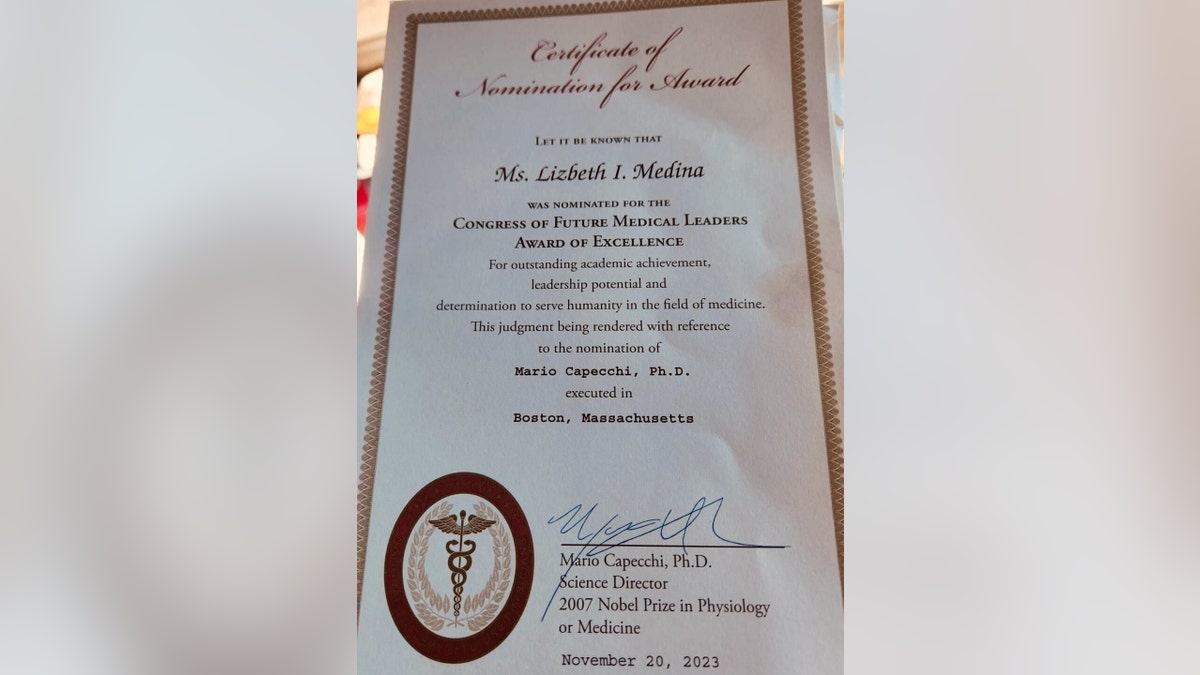 Certificate of
Nomination for Award
LET IT BE KNOWN THAT
Ms. Lizbeth I. Medina
WAS NOMINATED FOR THE
CONGRESS OF FUTURE MEDICAL LEADERS
AWARD OF EXCELLENCE
For outstanding academic achievement,
leadership potential and
determination to serve humanity in the field of medicine.
This judgment being rendered with reference
to the nomination of
Mario Capecchi, Ph.D.
executed in
Boston, Massachusetts
Mario Capecchi, Ph.D.
Science Director
2007 Nobel Prize in Physiology
or Medicine
November 20, 2023